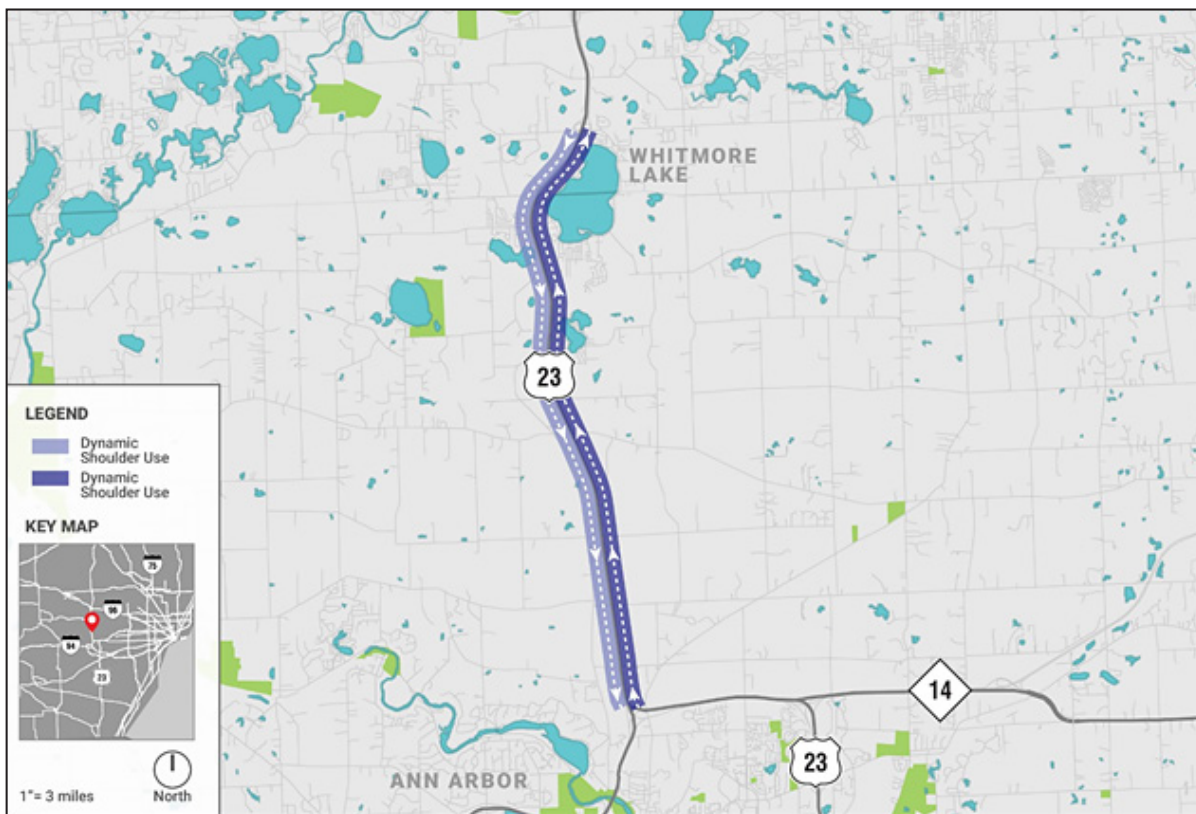 WHITMORE
LAKE
23
LEGEND
Dynamic
Shoulder Use
Dynamic
Shoulder Use
KEY MAP
75
96
94
23
1"= 3 miles
North
14
23
ANN ARBOR